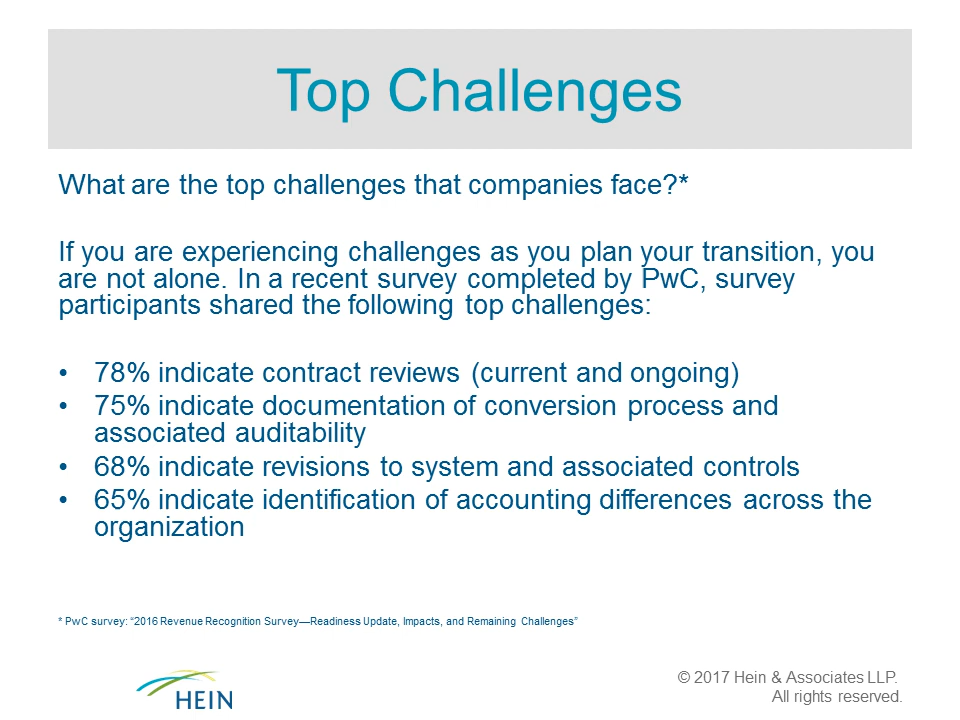 Top Challenges
What are the top challenges that companies face?*
If you are experiencing challenges as you plan your transition, you
are not alone. In a recent survey completed by PwC, survey
participants shared the following top challenges:
• 78% indicate contract reviews (current and ongoing)
• 75% indicate documentation of conversion process and
associated auditability
• 68% indicate revisions to system and associated controls
• 65% indicate identification of accounting differences across the
organization
* PwC survey: “2016 Revenue Recognition Survey—Readiness Update, Impacts, and Remaining Challenges”
HEIN
© 2017 Hein & Associates LLP.
All rights reserved.